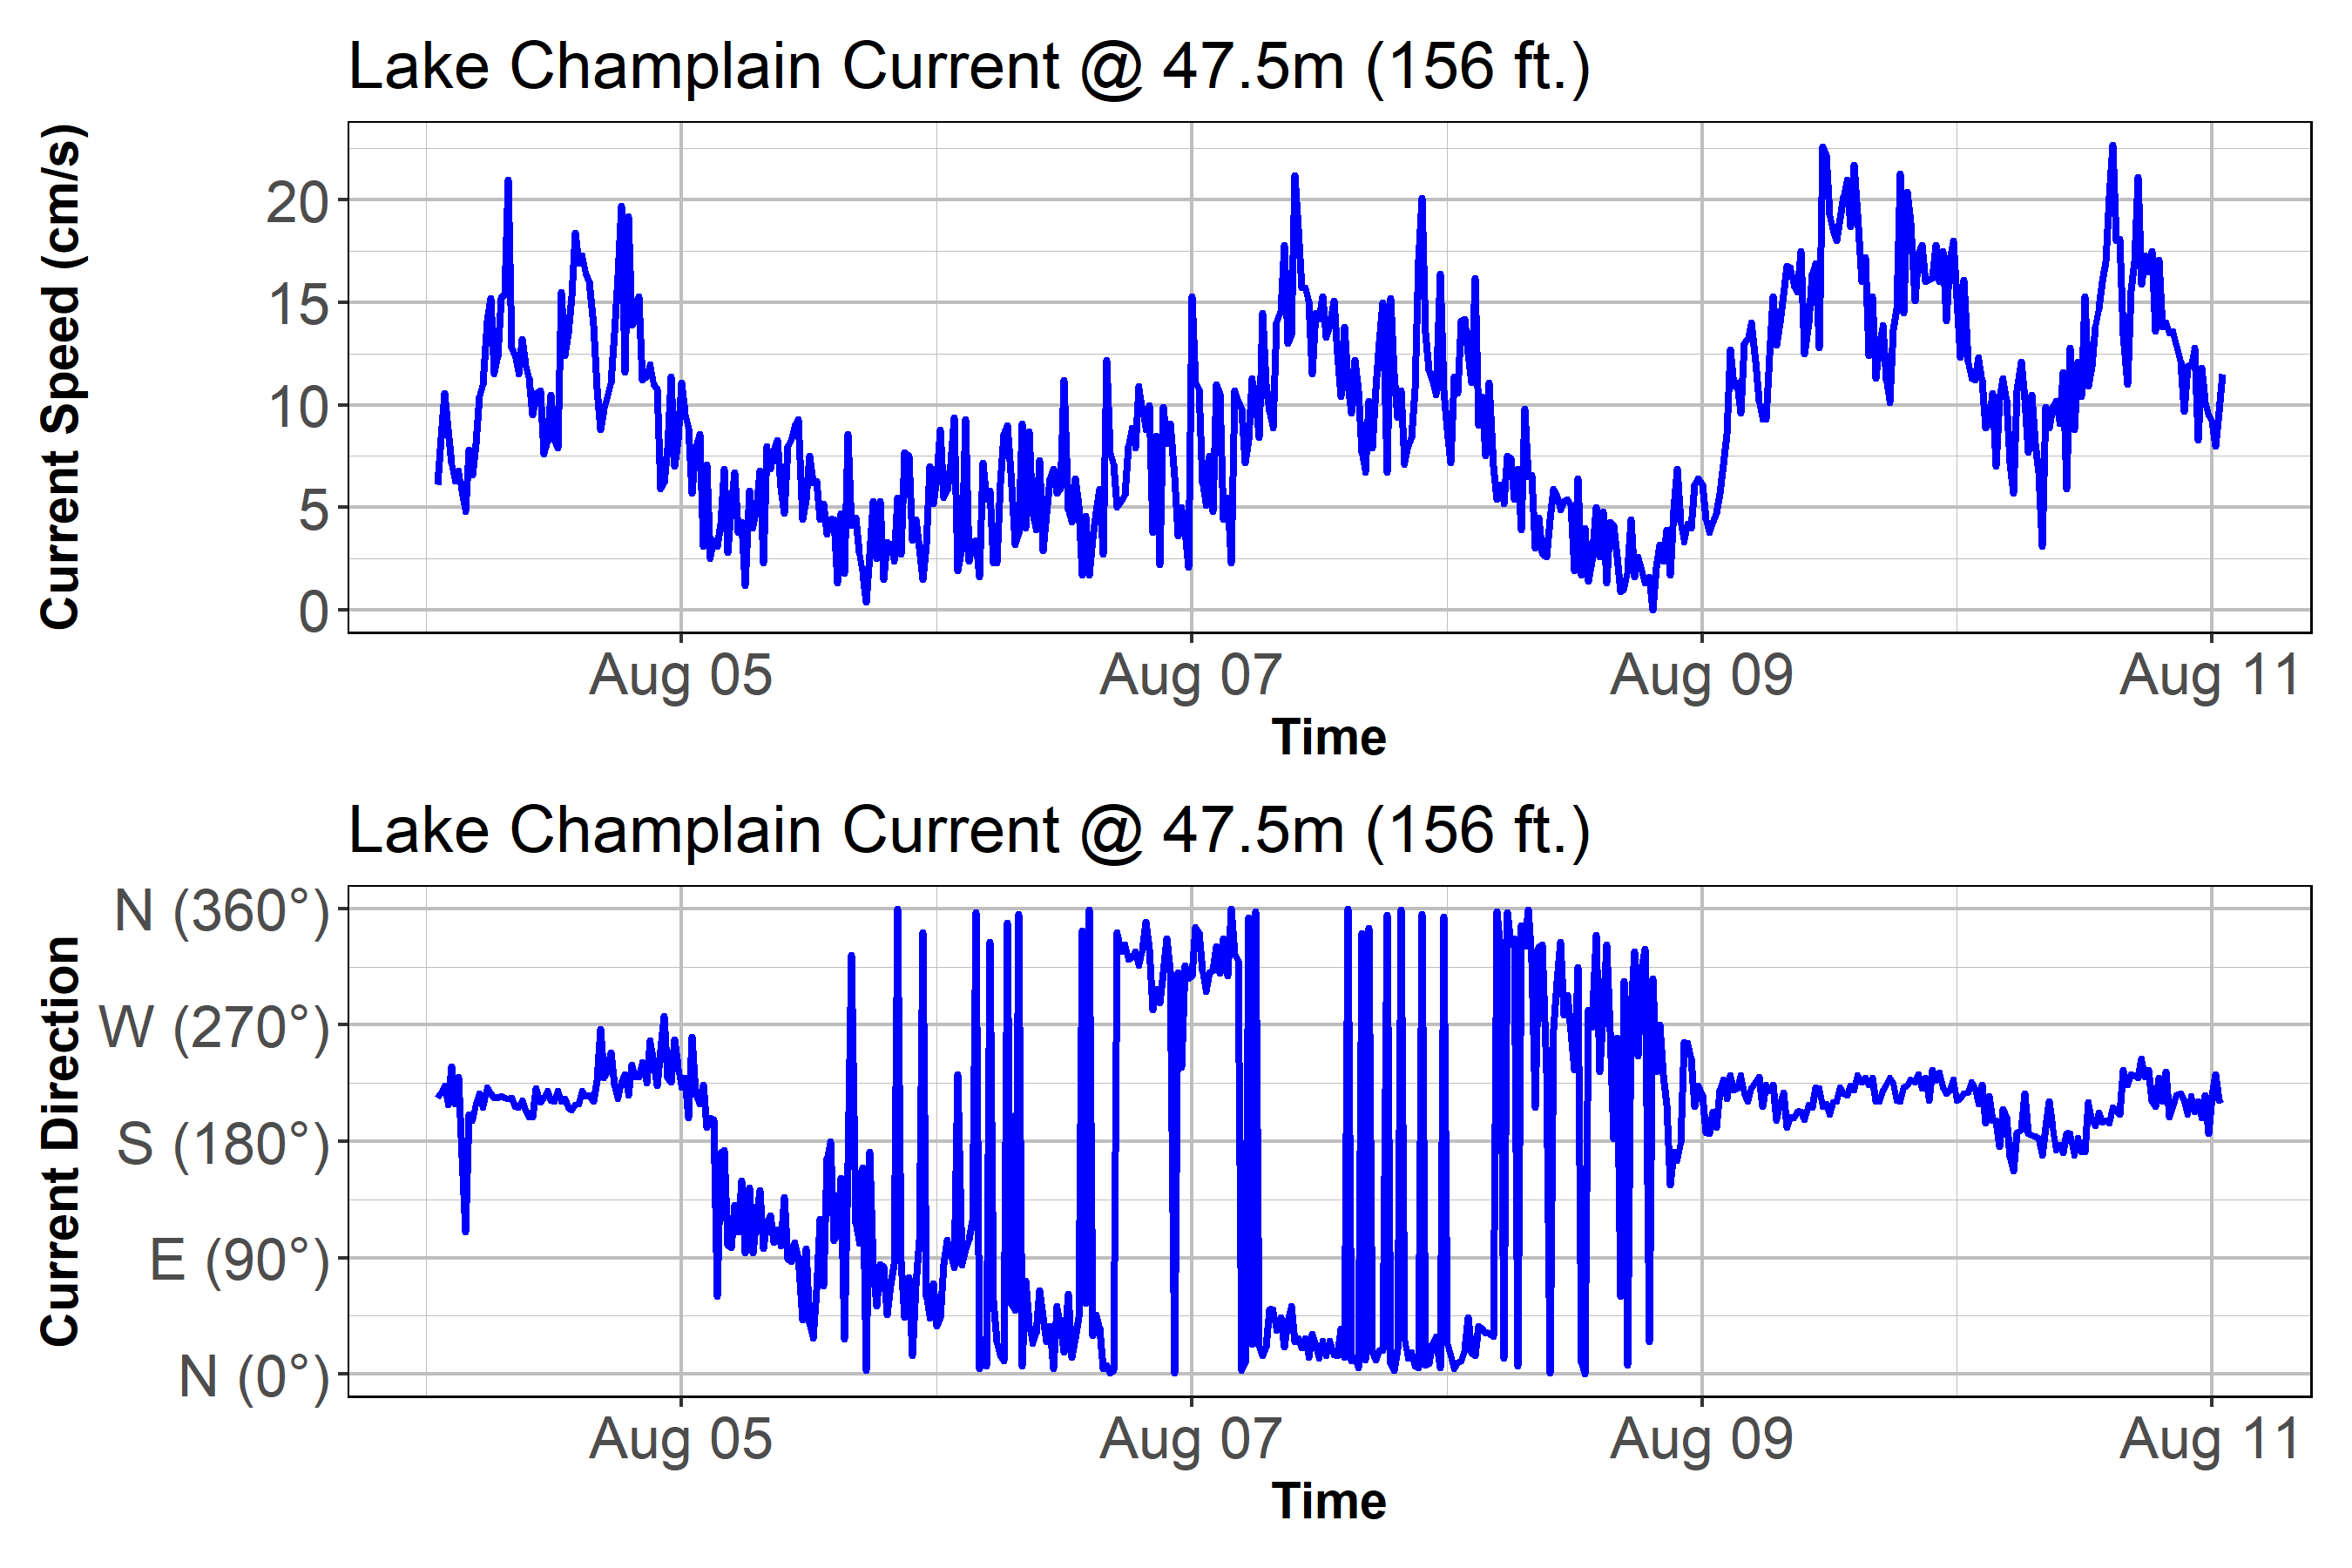 Lake Champlain Current @ 47.5m (156 ft.)
Current Speed (cm/s)
20
15
10
5
0
Aug 05 Aug 07 Aug 09 Aug 11
Time
Lake Champlain Current @ 47.5m (156 ft.)
Current Direction
N (360°)
W (270°)
S (180°)
E (90°)
N (0°)
Aug 05 Aug 07 Aug 09 Aug 11
Time